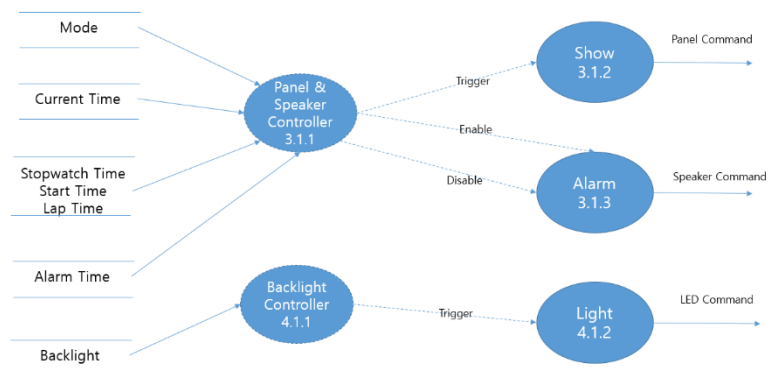 Mode
Current Time
Stopwatch Time
Start Time
Lap Time
Alarm Time
Backlight
Panel &
Speaker
Controller
3.1.1
Backlight
Controller
4.1.1
Trigger
Enable
Disable
Trigger
Show
3.1.2
Alarm
3.1.3
Light
4.1.2
Panel Command
Speaker Command
LED Command